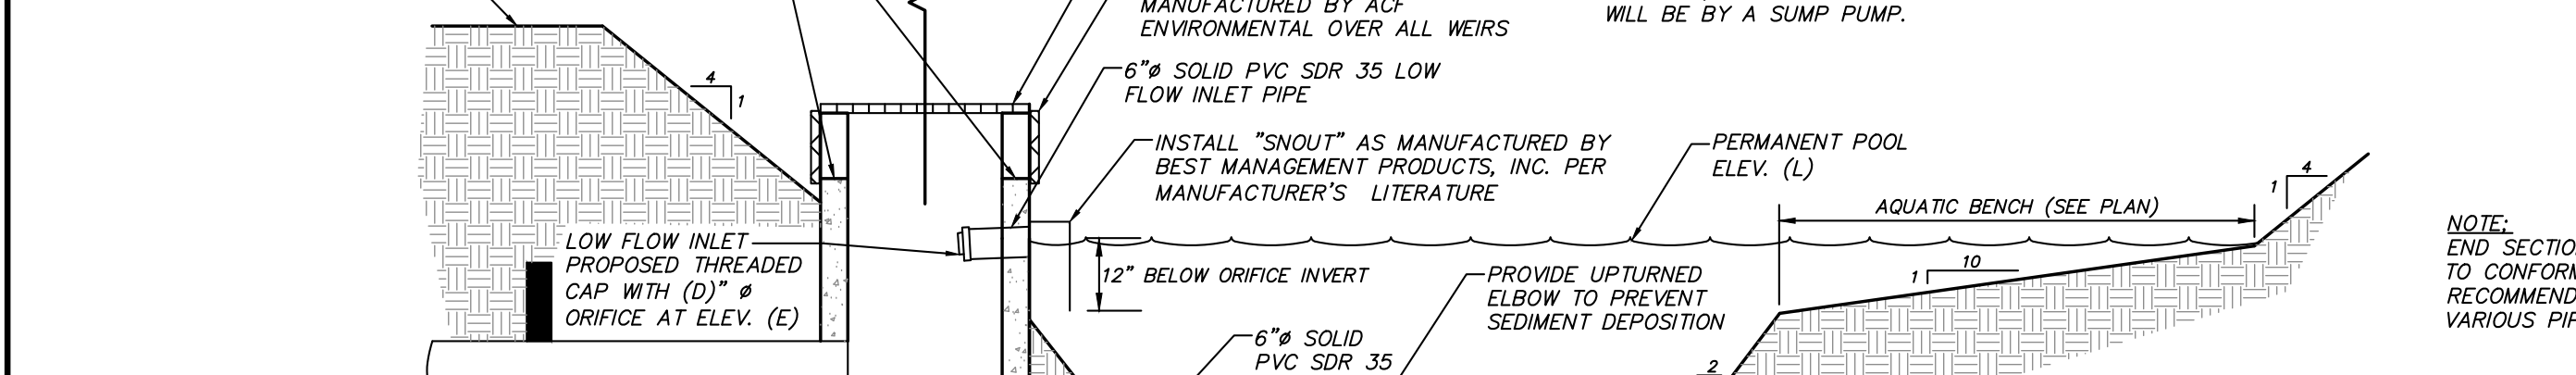 MANUFACTURED BY ACF
ENVIRONMENTAL OVER ALL WEIRS
WILL BE BY A SUMP PUMP.
6"ø SOLID PVC SDR 35 LOW
FLOW INLET PIPE
4
1
INSTALL "SNOUT" AS MANUFACTURED BY
BEST MANAGEMENT PRODUCTS, INC. PER
MANUFACTURER'S LITERATURE
PERMANENT POOL
ELEV. (L)
4
1
AQUATIC BENCH (SEE PLAN)
LOW FLOW INLET
PROPOSED THREADED
CAP WITH (D)" ø
ORIFICE AT ELEV. (E)
12" BELOW ORIFICE INVERT
PROVIDE UPTURNED
ELBOW TO PREVENT
SEDIMENT DEPOSITION
10
1
6"ø SOLID
PVC SDR 35
2
NOTE:
END SECTIO
TO CONFORM
RECOMMEND
VARIOUS PIP